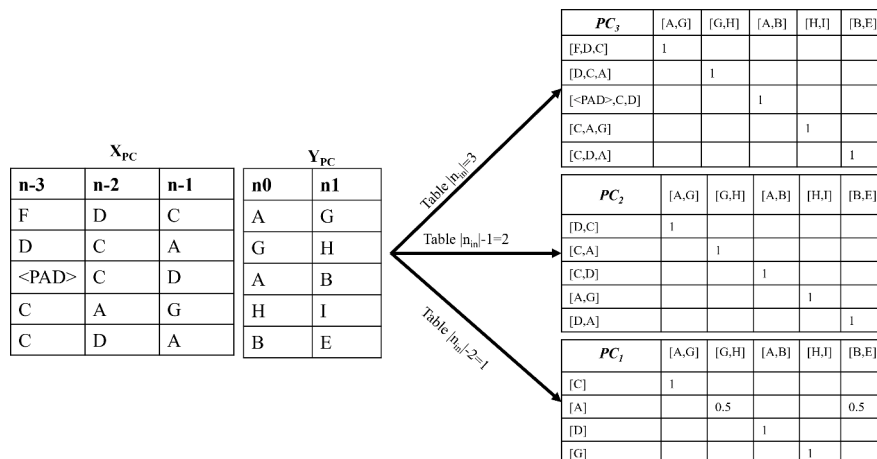 X_PC
n-3 n-2 n-1
F D C
D C A
<PAD> C D
C A G
C D A
Y_PC
n0 n1
A G
G H
A B
H I
B E
Table |n_in|=3
Table |n_in|-1=2
Table |n_in|-2=1
PC_3 [A,G] [G,H] [A,B] [H,I] [B,E]
[F,D,C] 1
[D,C,A] 1
[<PAD>,C,D] 1
[C,A,G] 1
[C,D,A] 1
PC_2 [A,G] [G,H] [A,B] [H,I] [B,E]
[D,C] 1
[C,A] 1
[C,D] 1
[A,G] 1
[D,A] 1
PC_1 [A,G] [G,H] [A,B] [H,I] [B,E]
[C] 1
[A] 0.5 0.5
[D] 1
[G] 1